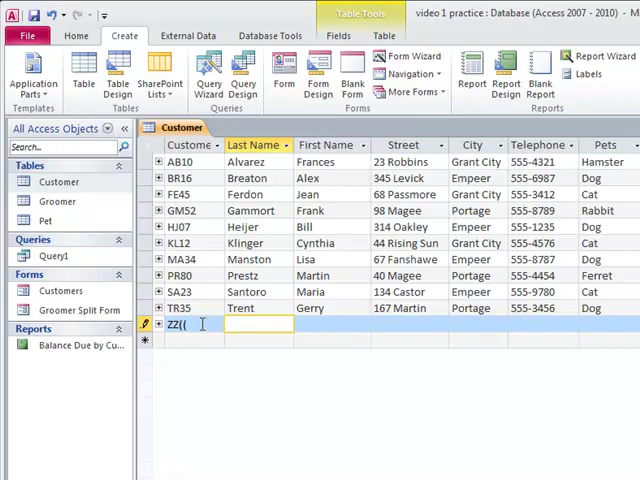 Table Tools
video 1 practice : Database (Access 2007 - 2010) - M
File Home Create External Data Database Tools Fields Table
Application Parts
Table
Table Design
SharePoint Lists
Query Wizard
Query Design
Form
Form Design
Blank Form
Form Wizard
Navigation
More Forms
Report
Report Design
Blank Report
Report Wizard
Labels
Templates Tables Queries Forms Reports
All Access Objects
Search...
Tables
Customer
Groomer
Pet
Queries
Query1
Forms
Customers
Groomer Split Form
Reports
Balance Due by Cu...
Customer
Custome Last Name First Name Street City Telephone Pets
AB10 Alvarez Frances 23 Robbins Grant City 555-4321 Hamster
BR16 Breaton Alex 345 Levick Empeer 555-6987 Dog
FE45 Ferdon Jean 68 Passmore Grant City 555-3412 Cat
GM52 Gammort Frank 98 Magee Portage 555-8789 Rabbit
HJ07 Heijer Bill 314 Oakley Empeer 555-1235 Dog
KL12 Klinger Cynthia 44 Rising Sun Grant City 555-4576 Cat
MA34 Manston Lisa 67 Fanshawe Empeer 555-8787 Dog
PR80 Prestz Martin 40 Magee Portage 555-4454 Ferret
SA23 Santoro Maria 134 Castor Empeer 555-9780 Cat
TR35 Trent Gerry 167 Martin Portage 555-3456 Dog
ZZ((